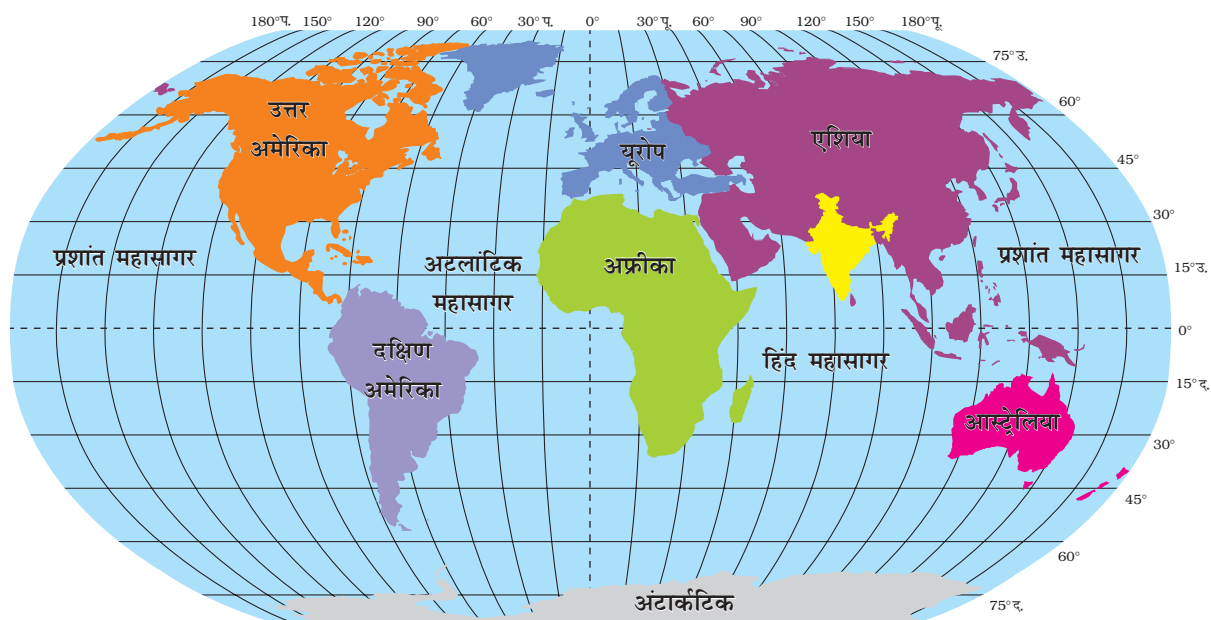 180°प. 150° 120° 90° 60° 30°प. 0° 30°पू. 60° 90° 120° 150° 180°पू.
75°उ.
60°
45°
30°
15°उ.
0°
15°द.
30°
45°
60°
75°द.
उत्तर
अमेरिका
यूरोप
एशिया
प्रशांत महासागर
अटलांटिक
महासागर
अफ्रीका
प्रशांत महासागर
दक्षिण
अमेरिका
हिंद महासागर
आस्ट्रेलिया
अंटार्कटिक